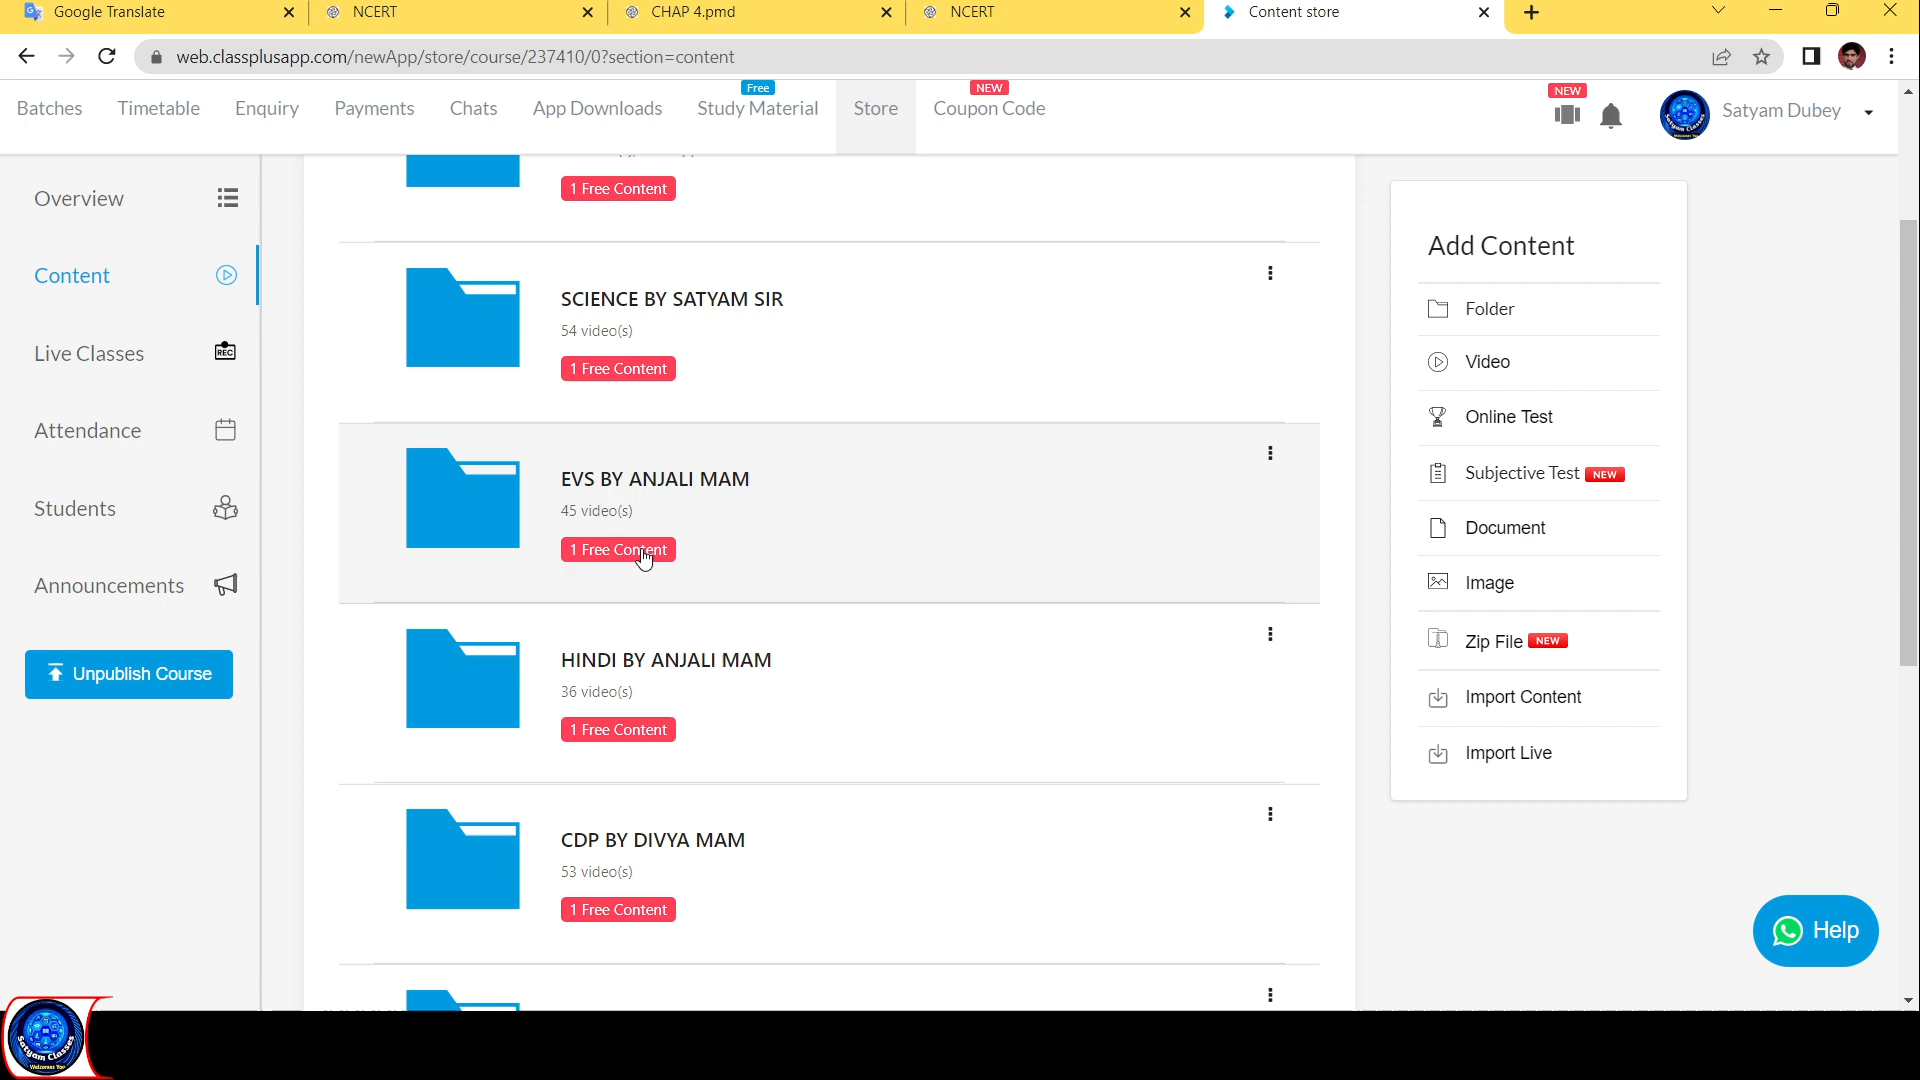 Google Translate
NCERT
CHAP 4.pmd
NCERT
Content store
web.classplusapp.com/newApp/store/course/237410/0?section=content
Batches
Timetable
Enquiry
Payments
Chats
App Downloads
Free
Study Material
Store
NEW
Coupon Code
NEW
Satyam Dubey
Overview
Content
Live Classes
REC
Attendance
Students
Announcements
Unpublish Course
1 Free Content
SCIENCE BY SATYAM SIR
54 video(s)
1 Free Content
EVS BY ANJALI MAM
45 video(s)
1 Free Content
HINDI BY ANJALI MAM
36 video(s)
1 Free Content
CDP BY DIVYA MAM
53 video(s)
1 Free Content
Add Content
Folder
Video
Online Test
Subjective Test NEW
Document
Image
Zip File NEW
Import Content
Import Live
Help
Satyam Classes
Welcomes You